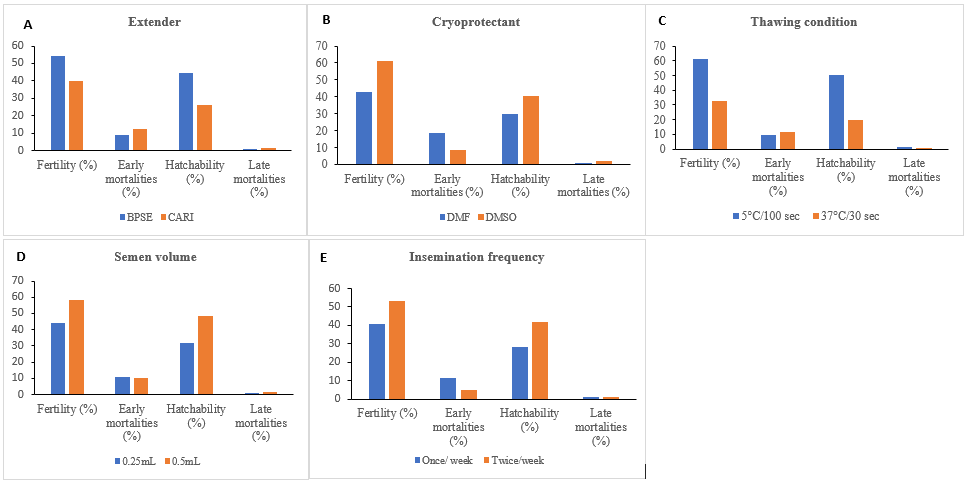 A
Extender
60
50
40
30
20
10
0
Fertility (%)
Early
mortalities
(%)
Hatchability
(%)
Late
mortalities (%)
BPSE CARI
B
Cryoprotectant
70
60
50
40
30
20
10
0
Fertility (%)
Early
mortalities (%)
Hatchability
(%)
Late
mortalities (%)
DMF DMSO
C
Thawing condition
70
60
50
40
30
20
10
0
Fertility (%)
Early
mortalities
(%)
Hatchability
(%)
Late
mortalities
(%)
5°C/100 sec 37°C/30 sec
D
Semen volume
70
60
50
40
30
20
10
0
Fertility (%)
Early
mortalities
(%)
Hatchability
(%)
Late
mortalities
(%)
0.25mL 0.5mL
E
Insemination frequency
60
50
40
30
20
10
0
Fertility (%)
Early
mortalities
(%)
Hatchability
(%)
Late
mortalities
(%)
Once/ week Twice/week